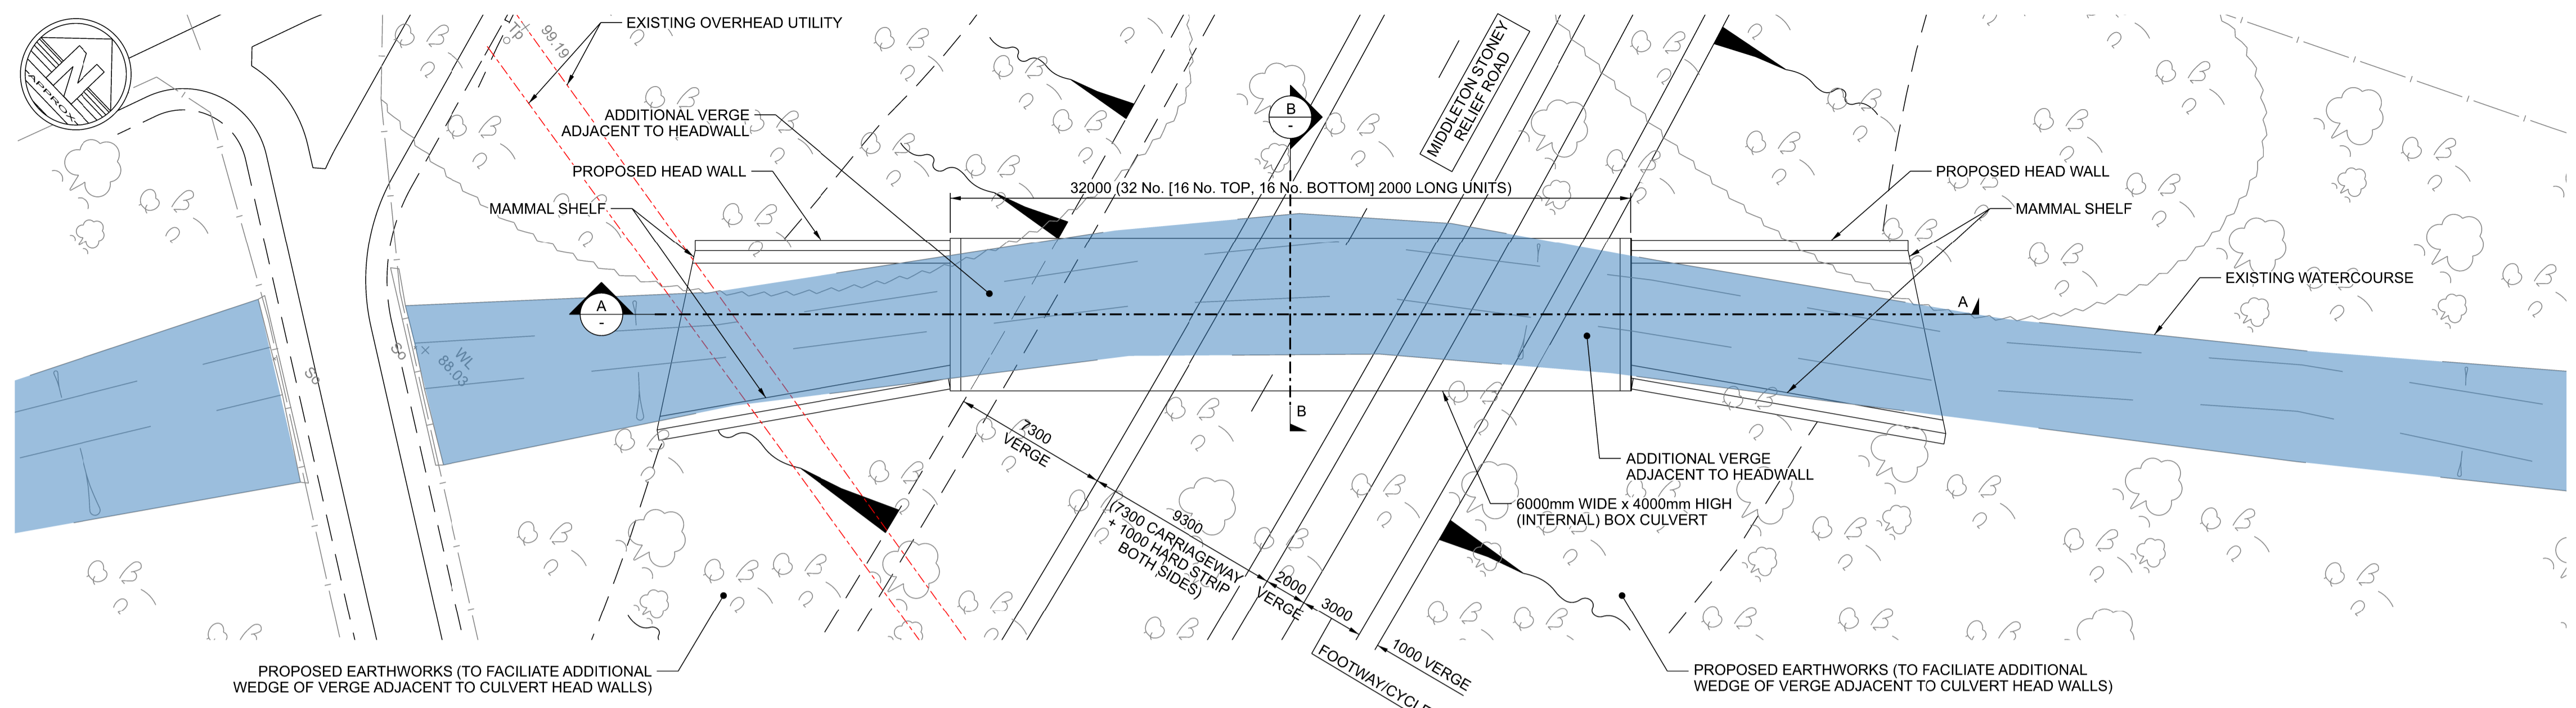 EXISTING OVERHEAD UTILITY
Tp
99.19
N
APPROX
ADDITIONAL VERGE
ADJACENT TO HEADWALL
B
-
MIDDLETON STONEY
RELIEF ROAD
PROPOSED HEAD WALL
PROPOSED HEAD WALL
32000 (32 No. [16 No. TOP, 16 No. BOTTOM] 2000 LONG UNITS)
MAMMAL SHELF
MAMMAL SHELF
EXISTING WATERCOURSE
A
-
A
So
So
WL
88.03
B
7300
VERGE
ADDITIONAL VERGE
ADJACENT TO HEADWALL
6000mm WIDE x 4000mm HIGH
(INTERNAL) BOX CULVERT
9300
(7300 CARRIAGEWAY
+ 1000 HARD STRIP
BOTH SIDES)
2000
VERGE
3000
FOOTWAY/CYCLE
1000 VERGE
PROPOSED EARTHWORKS (TO FACILIATE ADDITIONAL
WEDGE OF VERGE ADJACENT TO CULVERT HEAD WALLS)
PROPOSED EARTHWORKS (TO FACILIATE ADDITIONAL
WEDGE OF VERGE ADJACENT TO CULVERT HEAD WALLS)